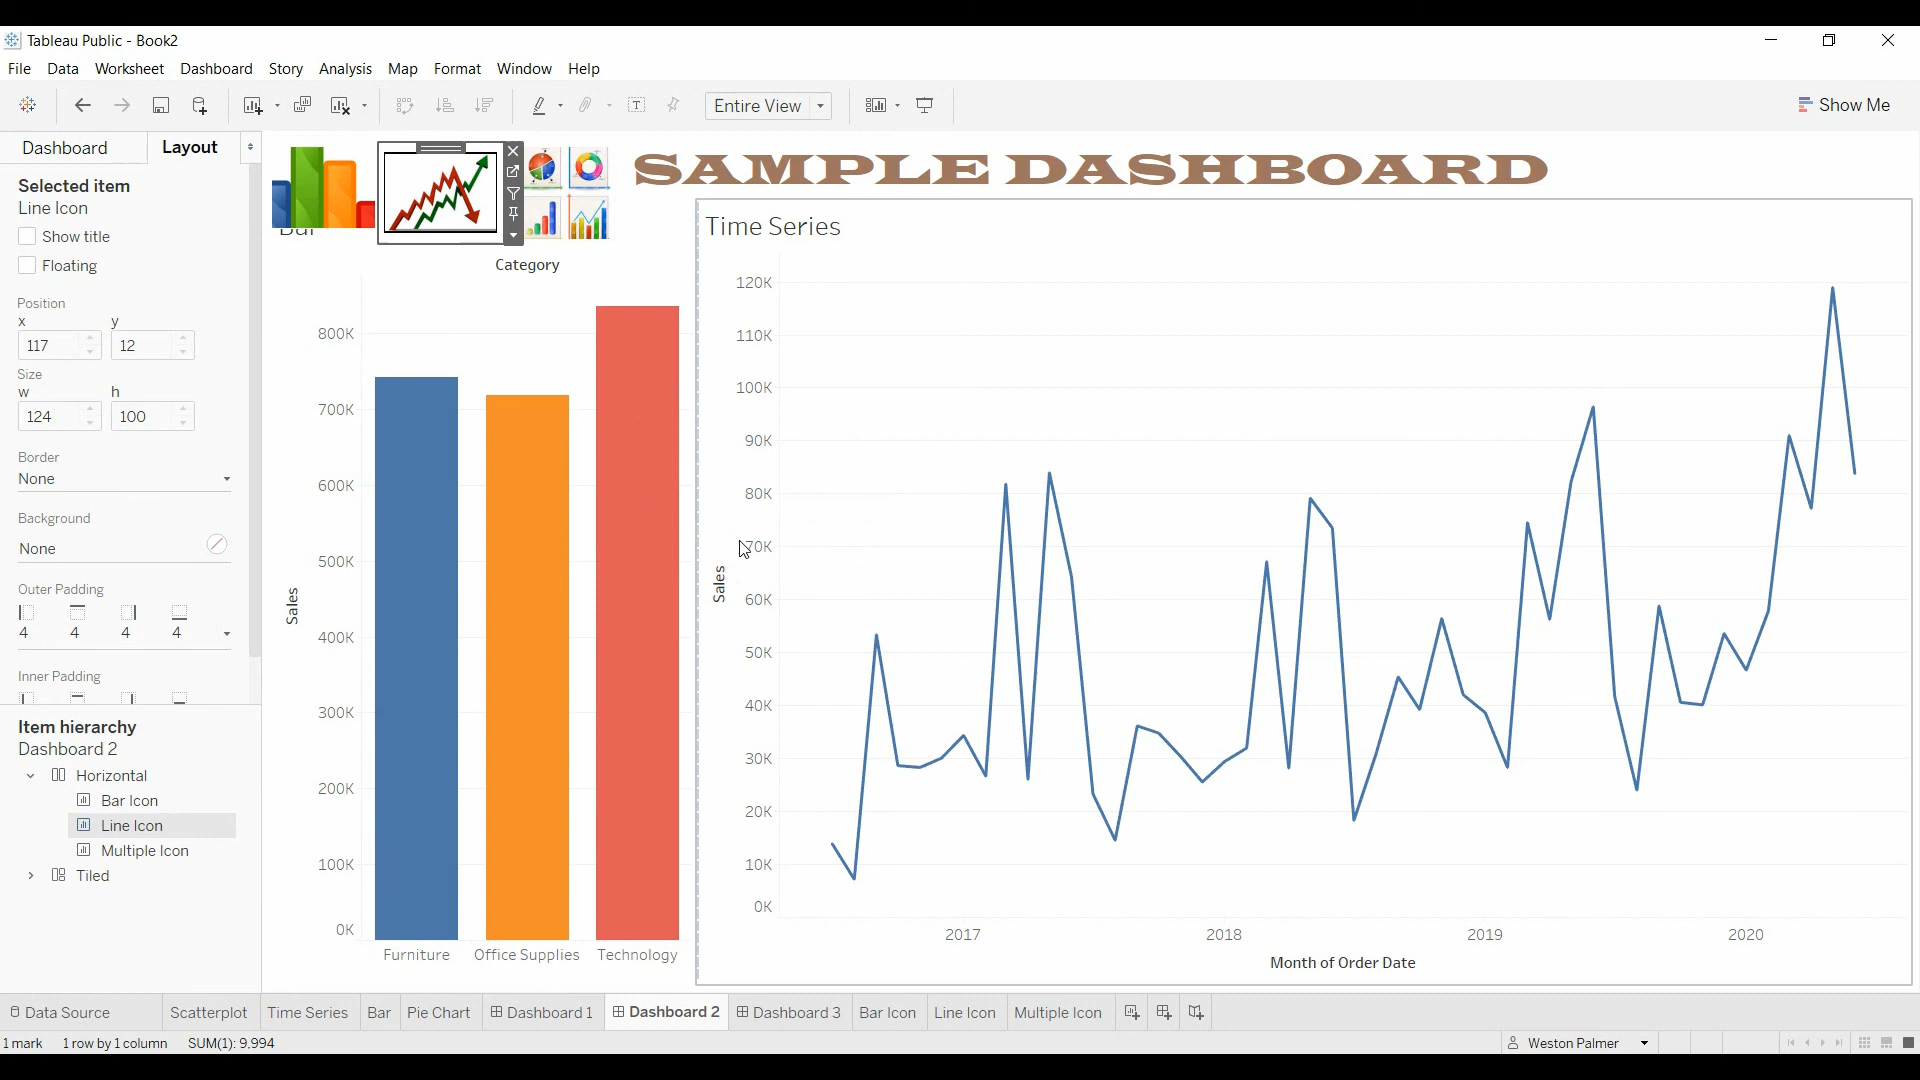 Tableau Public - Book2
File Data Worksheet Dashboard Story Analysis Map Format Window Help
Entire View
Show Me
Dashboard Layout
Selected item
Line Icon
Show title
Floating
Position
x y
117 12
Size
w h
124 100
Border
None
Background
None
Outer Padding
4 4 4 4
Inner Padding
Item hierarchy
Dashboard 2
Horizontal
Bar Icon
Line Icon
Multiple Icon
Tiled
SAMPLE DASHBOARD
Bar
Category
800K
700K
600K
500K
400K
300K
200K
100K
0K
Sales
Furniture Office Supplies Technology
Time Series
120K
110K
100K
90K
80K
70K
60K
50K
40K
30K
20K
10K
0K
Sales
2017 2018 2019 2020
Month of Order Date
Data Source Scatterplot Time Series Bar Pie Chart Dashboard 1 Dashboard 2 Dashboard 3 Bar Icon Line Icon Multiple Icon
1 mark 1 row by 1 column SUM(1): 9,994
Weston Palmer